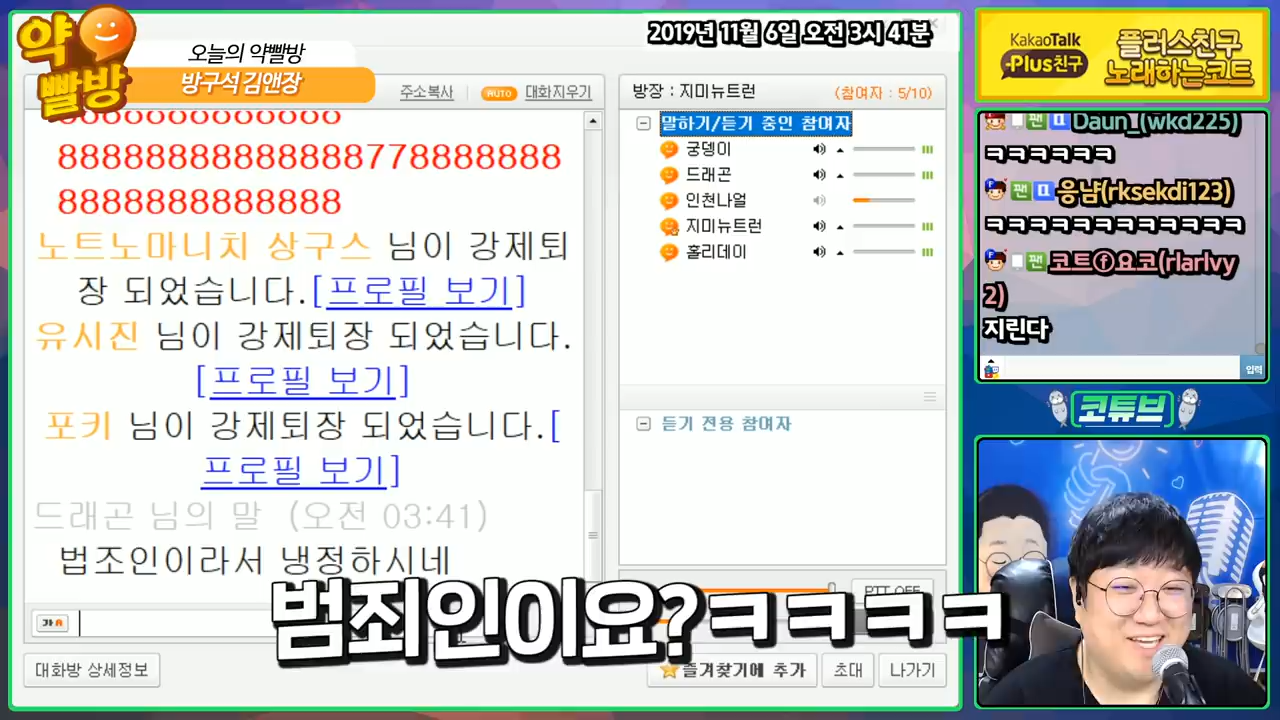 약빨방
오늘의 약빨방
방구석 김앤장
2019년 11월 6일 오전 3시 41분
주소복사
AUTO
대화지우기
88888888888888877888888888
88888888888888
노트노마니치 상구스 님이 강제퇴
장 되었습니다.[프로필 보기]
유시진 님이 강제퇴장 되었습니다.
[프로필 보기]
포키 님이 강제퇴장 되었습니다.[
프로필 보기]
드래곤 님의 말 (오전 03:41)
법조인이라서 냉정하시네
가
대화방 상세정보
방장 : 지미뉴트런
(참여자 : 5/10)
말하기/듣기 중인 참여자
궁뎅이
드래곤
인천나얼
지미뉴트런
홀리데이
듣기 전용 참여자
PTT OFF
범죄인이요?ㅋㅋㅋㅋ
즐겨찾기에 추가
초대
나가기
KakaoTalk
Plus친구
플러스친구
노래하는코트
팬
Daun_(wkd225)
ㅋㅋㅋㅋㅋㅋ
팬
응냠(rksekdi123)
ㅋㅋㅋㅋㅋㅋㅋㅋㅋㅋㅋㅋ
팬
코트ⓕ요코(rlarlvy
2)
지린다
입력
코튜브